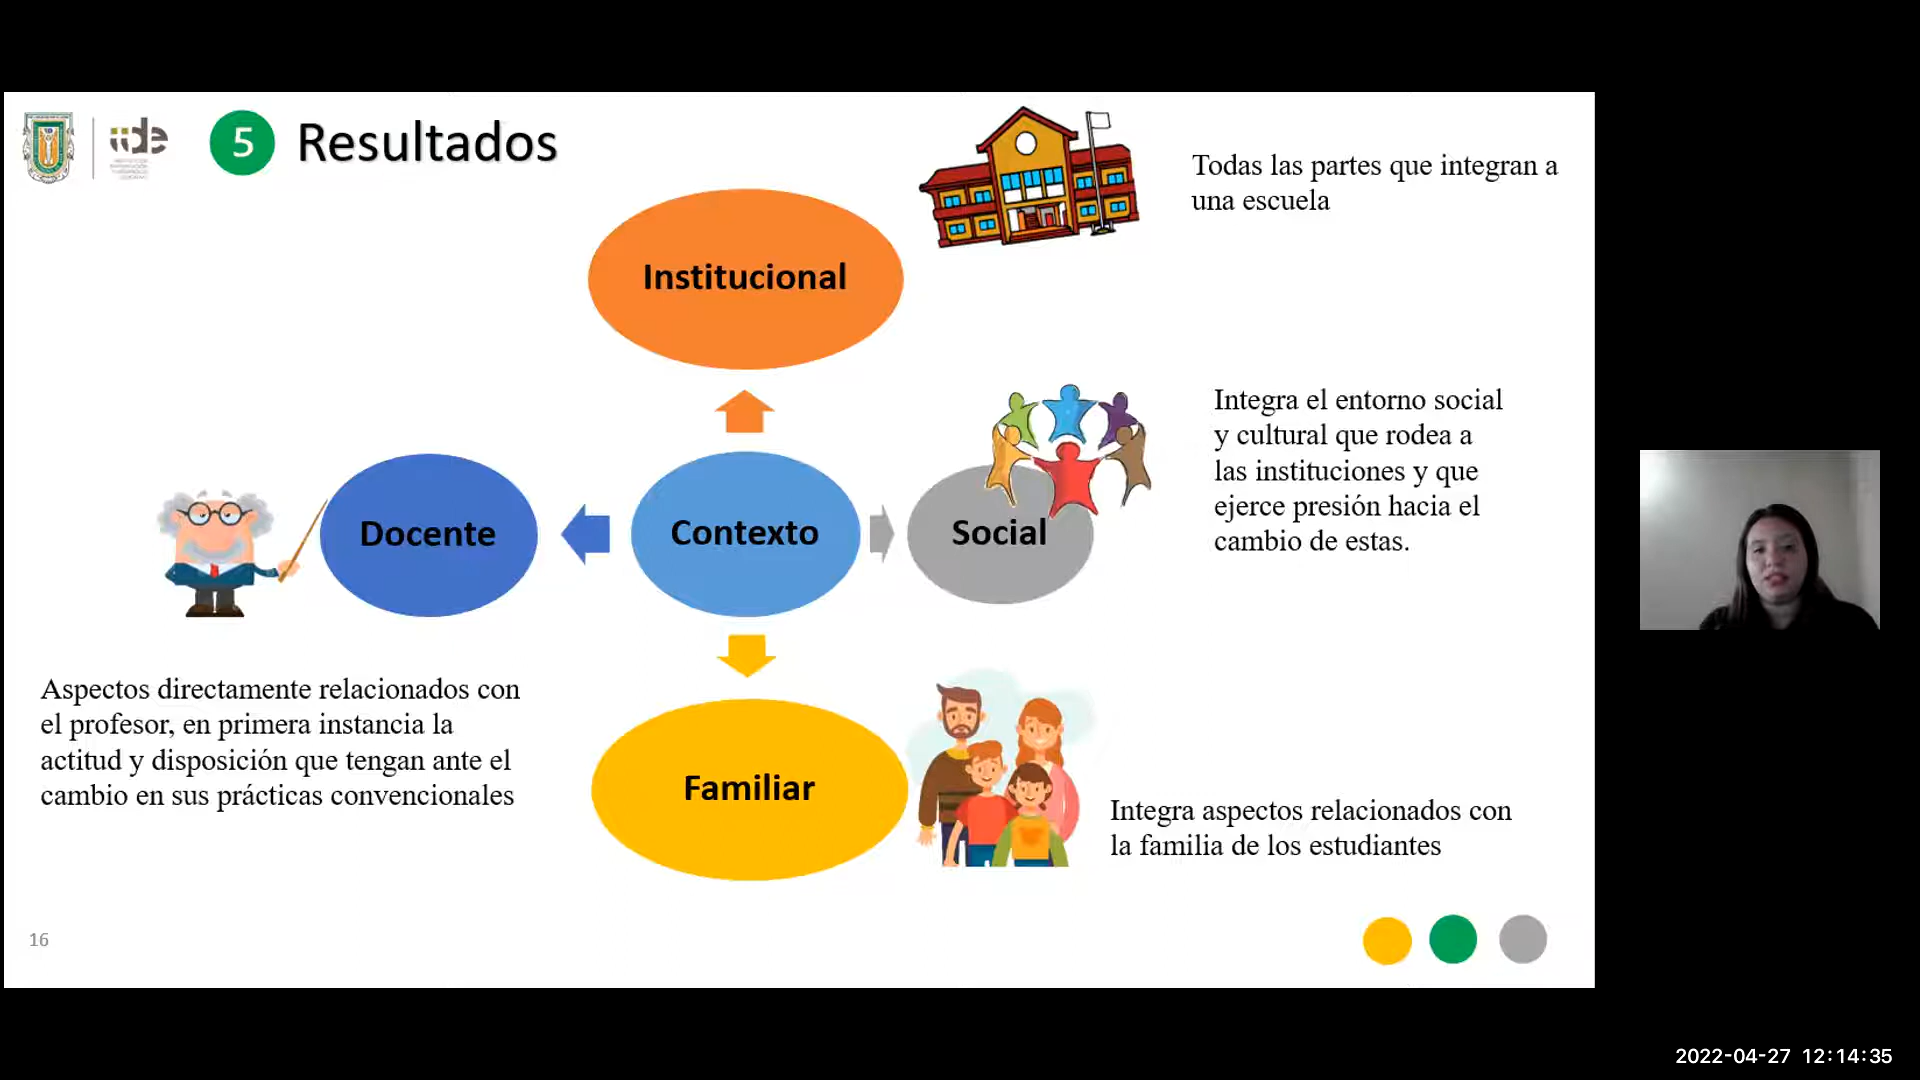 iide
5
Resultados
Todas las partes que integran a
una escuela
Institucional
Integra el entorno social
y cultural que rodea a
las instituciones y que
ejerce presión hacia el
cambio de estas.
Docente
Contexto
Social
Aspectos directamente relacionados con
el profesor, en primera instancia la
actitud y disposición que tengan ante el
cambio en sus prácticas convencionales
Familiar
Integra aspectos relacionados con
la familia de los estudiantes
16
2022-04-27 12:14:35